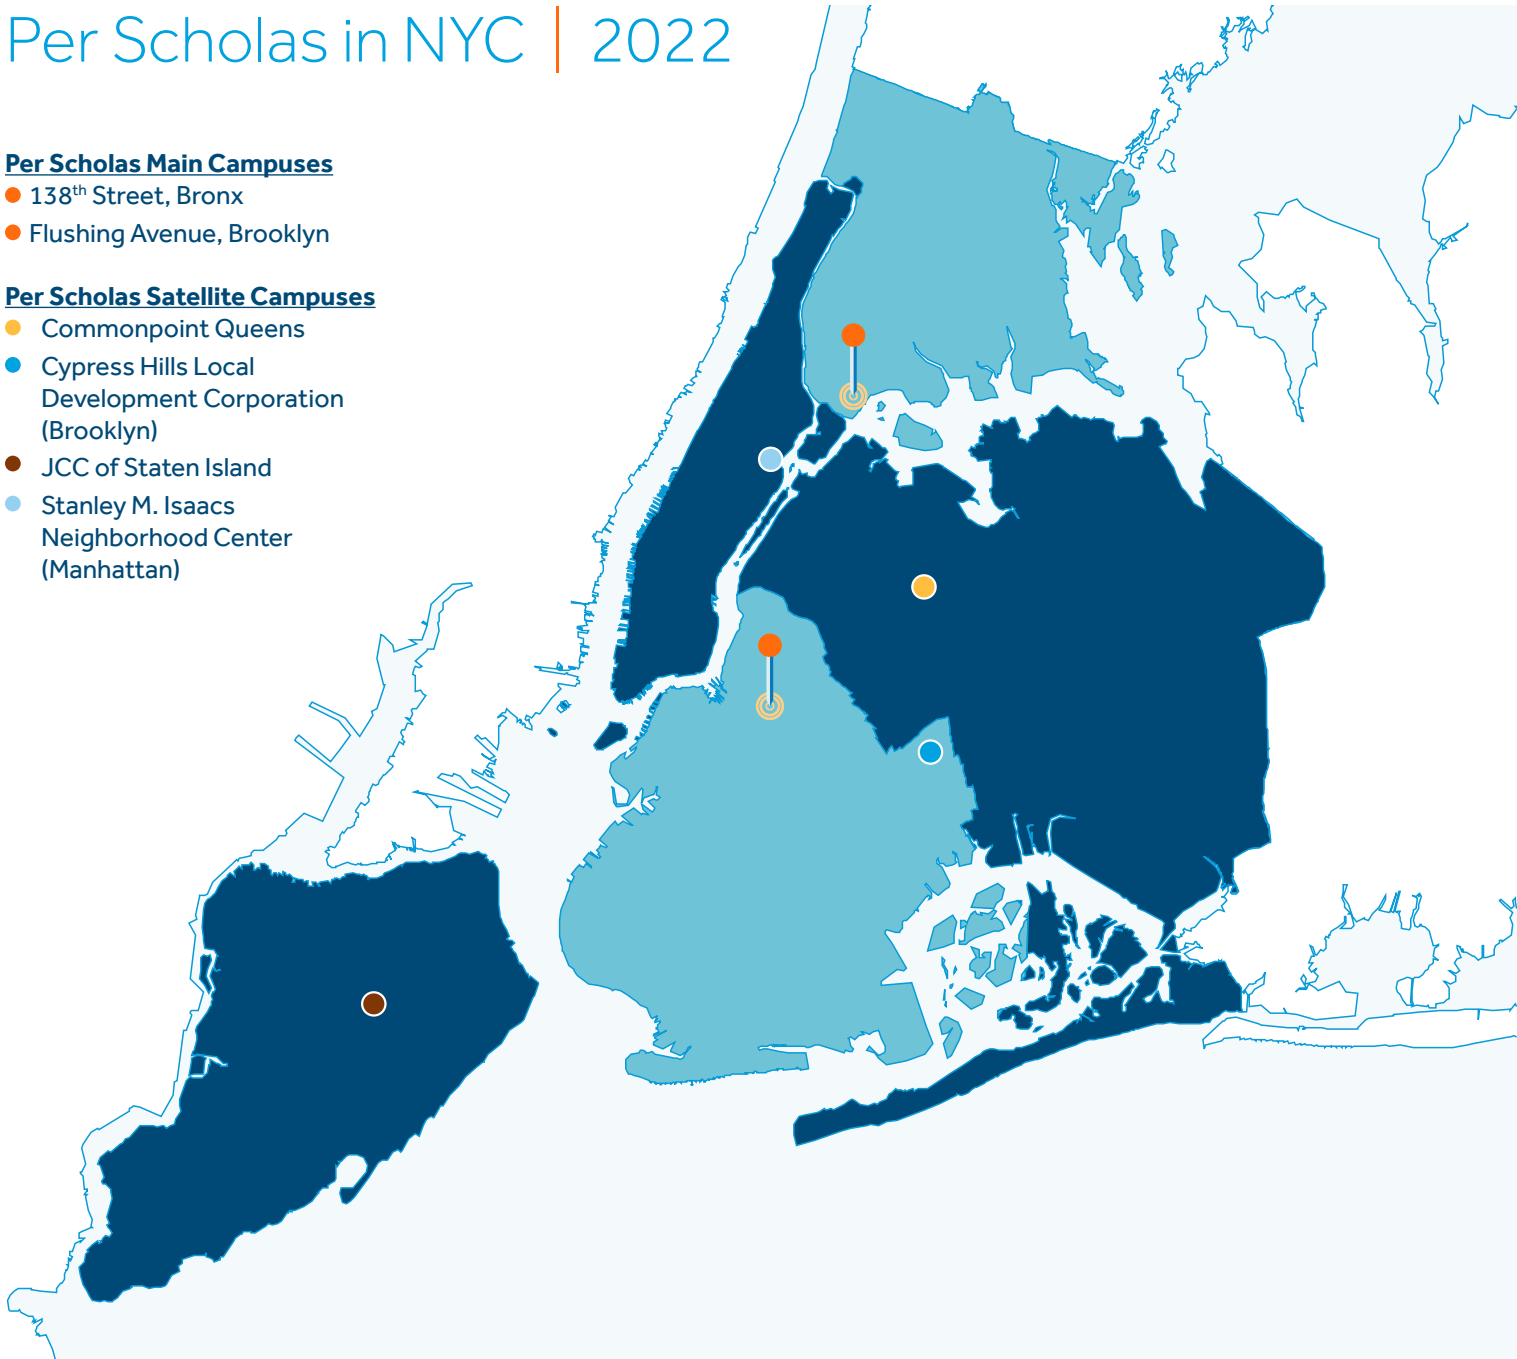 Per Scholas in NYC | 2022
Per Scholas Main Campuses
138th Street, Bronx
Flushing Avenue, Brooklyn
Per Scholas Satellite Campuses
Commonpoint Queens
Cypress Hills Local
Development Corporation
(Brooklyn)
JCC of Staten Island
Stanley M. Isaacs
Neighborhood Center
(Manhattan)